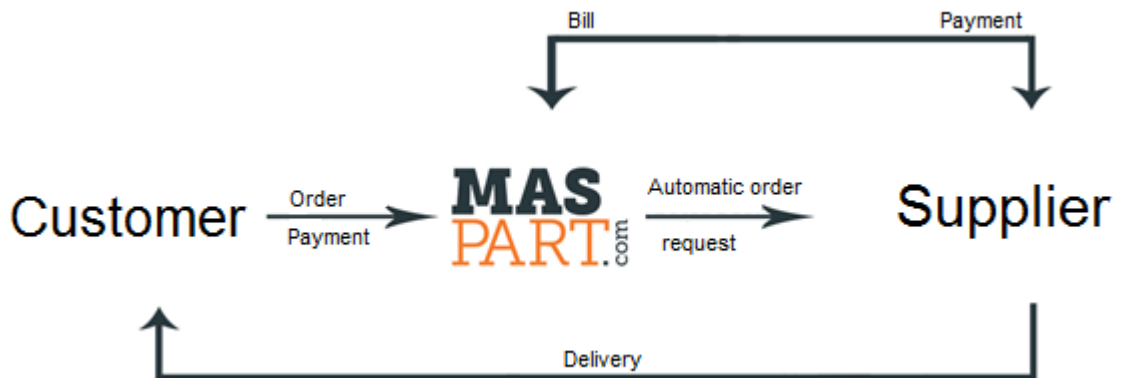 Bill
Payment
Customer
Order
Payment
MAS
PART.com
Automatic order
request
Supplier
Delivery